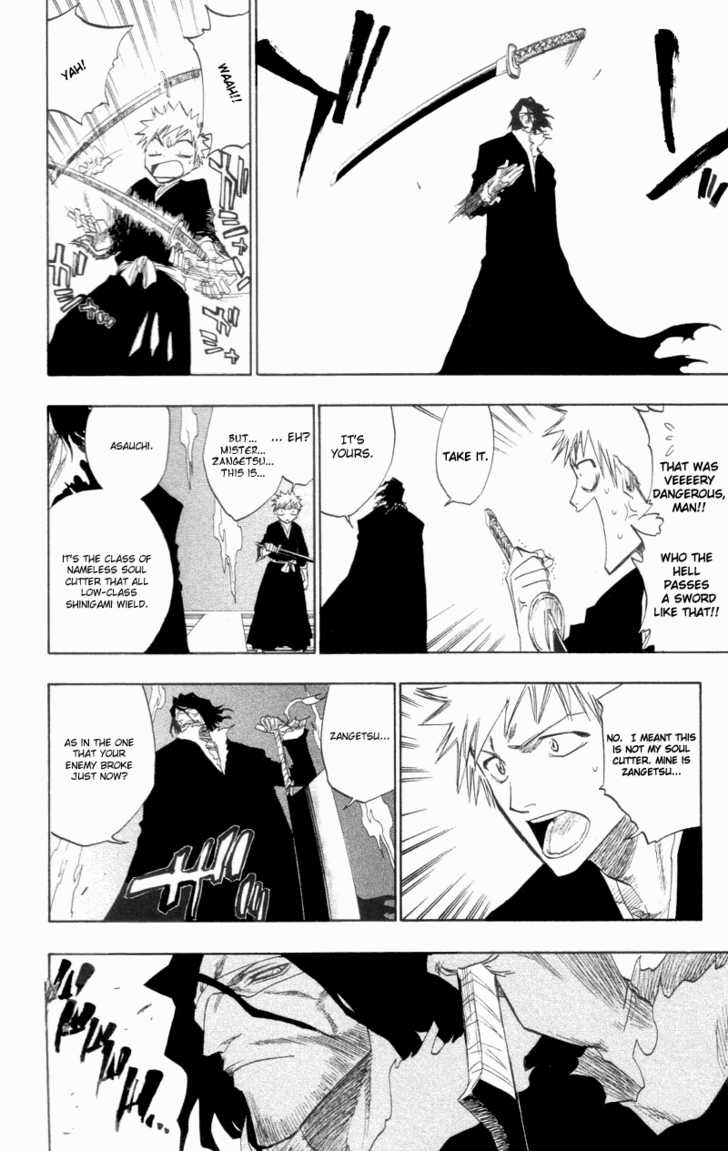 WAAH!!
YAH!
THAT WAS
VEEEERY
DANGEROUS,
MAN!!
WHO THE
HELL
PASSES
A SWORD
LIKE THAT!!
TAKE IT.
IT'S
YOURS.
... EH?
BUT...
MISTER...
ZANGETSU...
THIS IS...
ASAUCHI.
IT'S THE CLASS OF
NAMELESS SOUL
CUTTER THAT ALL
LOW-CLASS
SHINIGAMI WIELD.
NO. I MEANT THIS
IS NOT MY SOUL
CUTTER. MINE IS
ZANGETSU...
ZANGETSU...
AS IN THE ONE
THAT YOUR
ENEMY BROKE
JUST NOW?